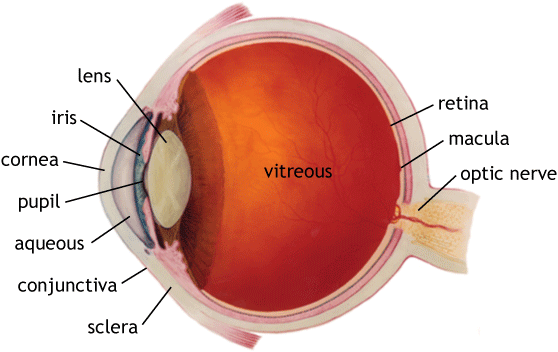 lens
iris
cornea
pupil
aqueous
conjunctiva
sclera
vitreous
retina
macula
optic nerve